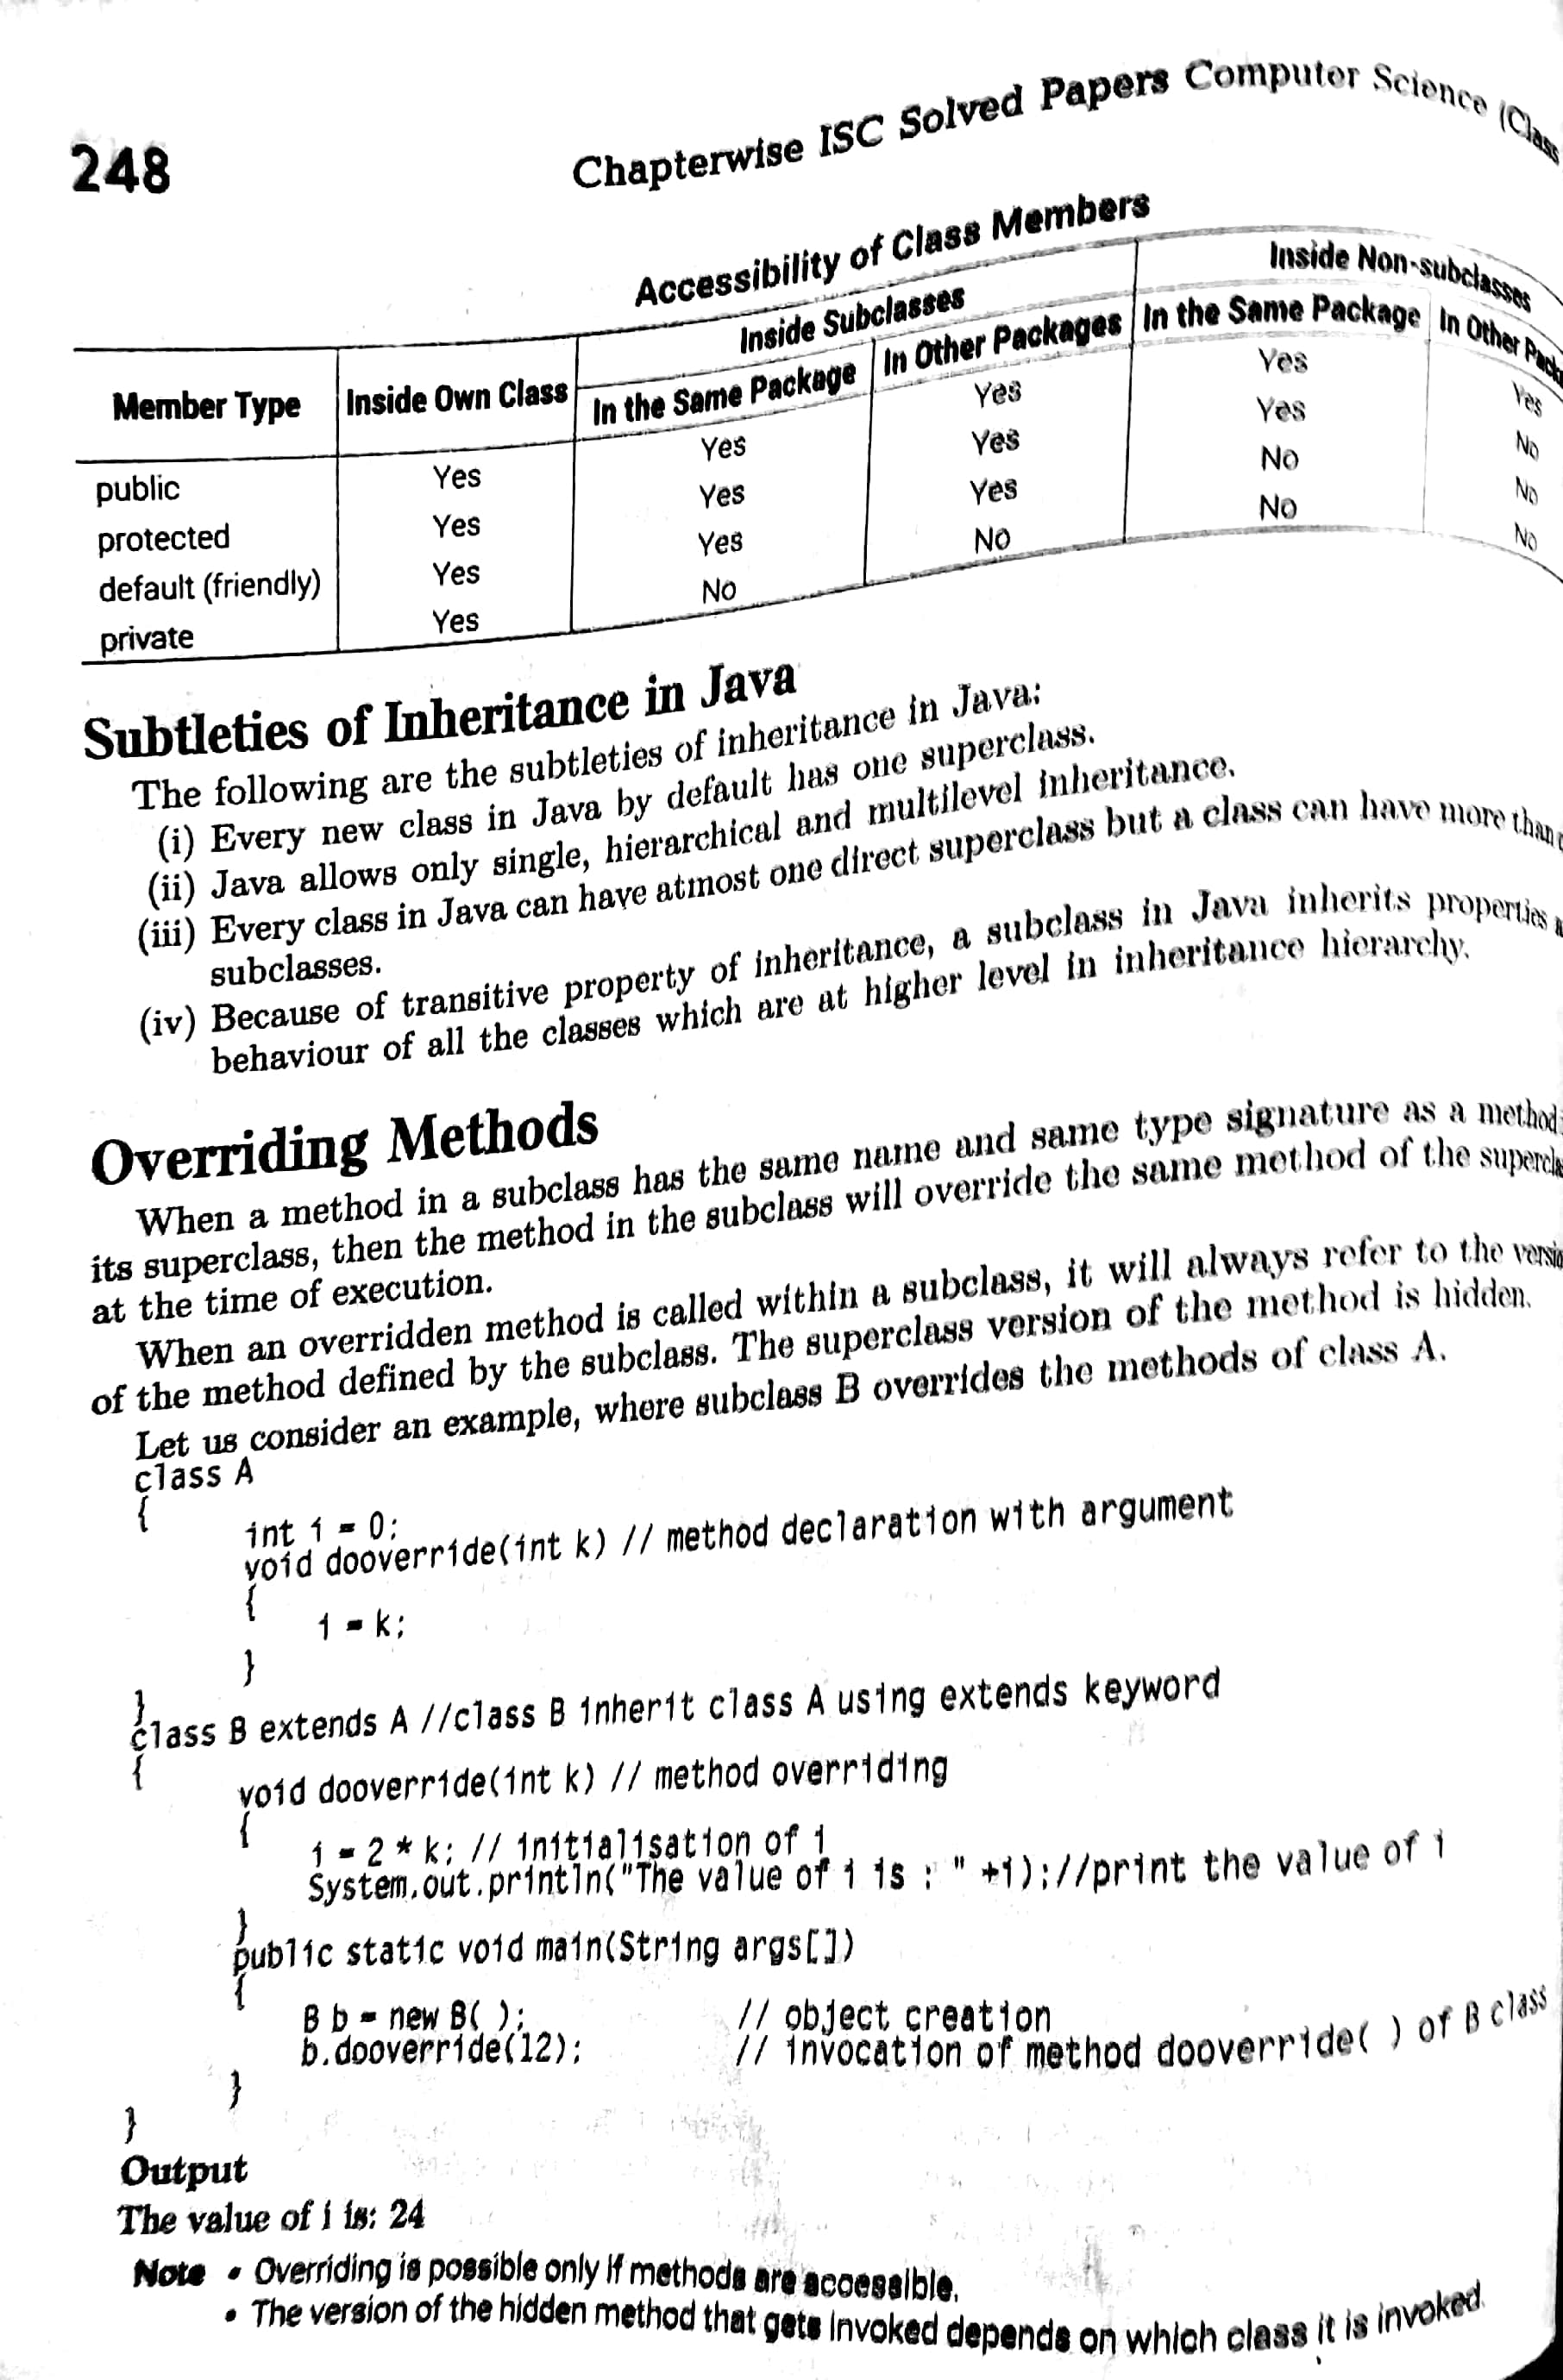 248
Chapterwise ISC Solved Papers Computer Science (Class
Accessibility of Class Members
Member Type Inside Own Class Inside Subclasses Inside Non-subclasses
In the Same Package In Other Packages In the Same Package In Other
public Yes Yes Yes Yes Yes
protected Yes Yes Yes Yes No
default (friendly) Yes Yes Yes No No
private Yes No No No No
Subtleties of Inheritance in Java
The following are the subtleties of inheritance in Java:
(i) Every new class in Java by default has one superclass.
(ii) Java allows only single, hierarchical and multilevel inheritance.
(iii) Every class in Java can have atmost one direct superclass but a class can have more than
subclasses.
(iv) Because of transitive property of inheritance, a subclass in Java inherits properties
behaviour of all the classes which are at higher level in inheritance hierarchy.
Overriding Methods
When a method in a subclass has the same name and same type signature as a method
its superclass, then the method in the subclass will override the same method of the
at the time of execution.
When an overridden method is called within a subclass, it will always refer to the
of the method defined by the subclass. The superclass version of the method is hidden.
Let us consider an example, where subclass B overrides the methods of class A.
class A
{
int i = 0;
void dooverride(int k) // method declaration with argument
{
i = k;
}
}
class B extends A //class B inherit class A using extends keyword
{
void dooverride(int k) // method overriding
{
i = 2 * k; // initialisation of i
System.out.println("The value of i is : " +i);//print the value of i
}
public static void main(String args[])
{
B b = new B( ); // object creation
b.dooverride(12); // invocation of method dooverride( ) of B class
}
}
Output
The value of i is: 24
Note • Overriding is possible only if methods are accessible.
• The version of the hidden method that gets invoked depends on which class it is invoked